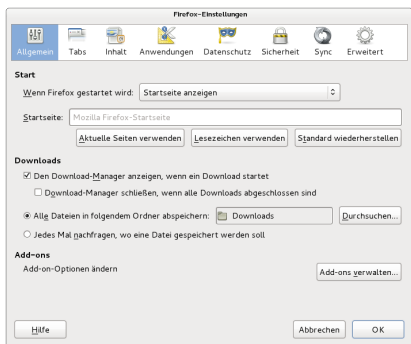 Firefox-Einstellungen
Allgemein Tabs Inhalt Anwendungen Datenschutz Sicherheit Sync Erweitert
Start
Wenn Firefox gestartet wird: Startseite anzeigen
Startseite: Mozilla Firefox-Startseite
Aktuelle Seiten verwenden Lesezeichen verwenden Standard wiederherstellen
Downloads
Den Download-Manager anzeigen, wenn ein Download startet
Download-Manager schließen, wenn alle Downloads abgeschlossen sind
Alle Dateien in folgendem Ordner abspeichern: Downloads Durchsuchen...
Jedes Mal nachfragen, wo eine Datei gespeichert werden soll
Add-ons
Add-on-Optionen ändern Add-ons verwalten...
Hilfe Abbrechen OK